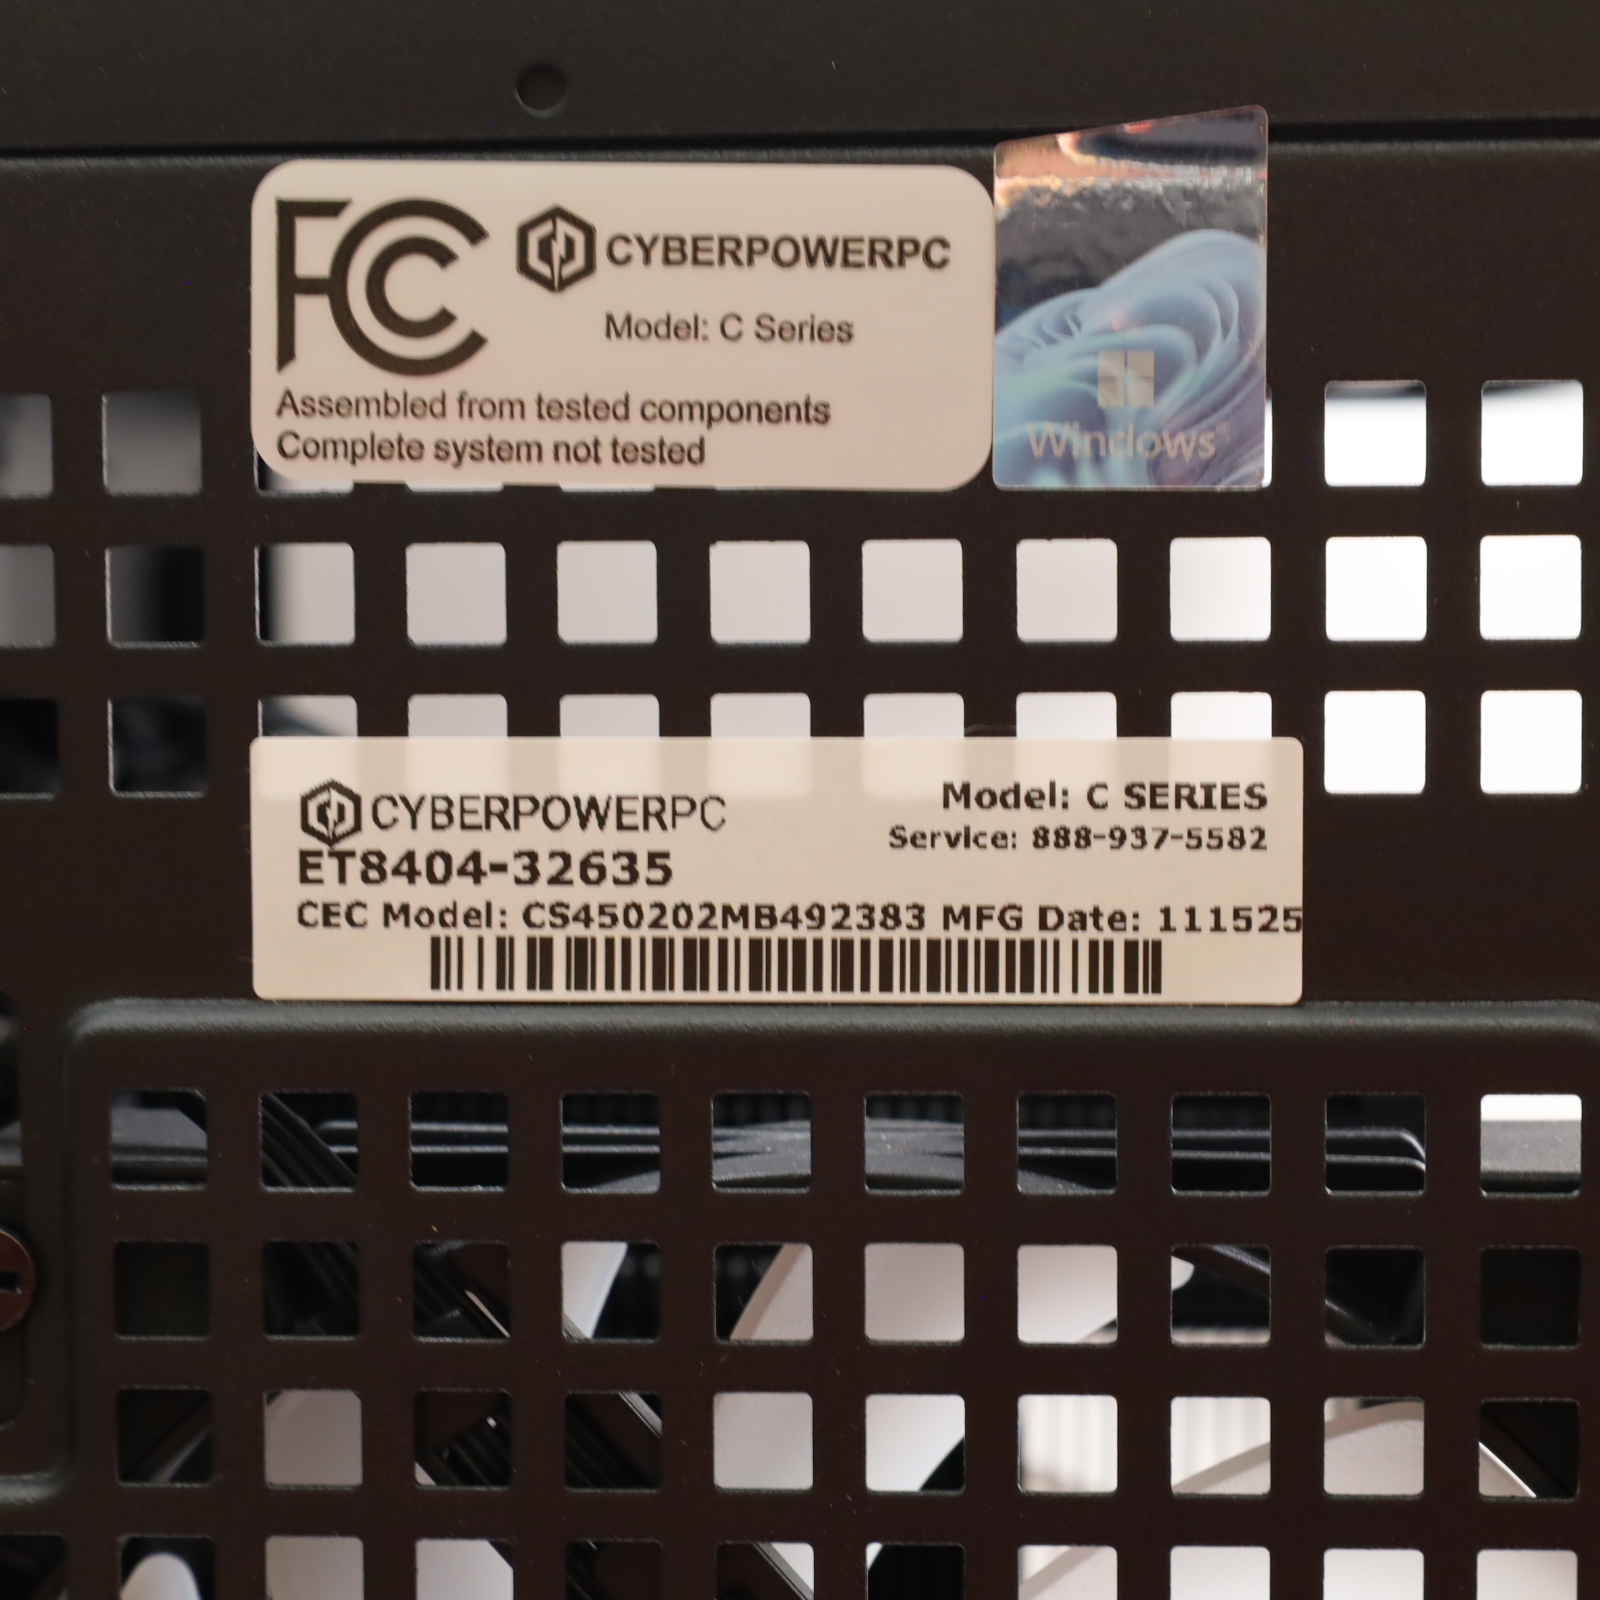 FCC CYBERPOWERPC
Model: C Series
Assembled from tested components
Complete system not tested
Windows®
CYBERPOWERPC
Model: C SERIES
Service: 888-937-5582
ET8404-32635
CEC Model: CS450202MB492383 MFG Date: 111525